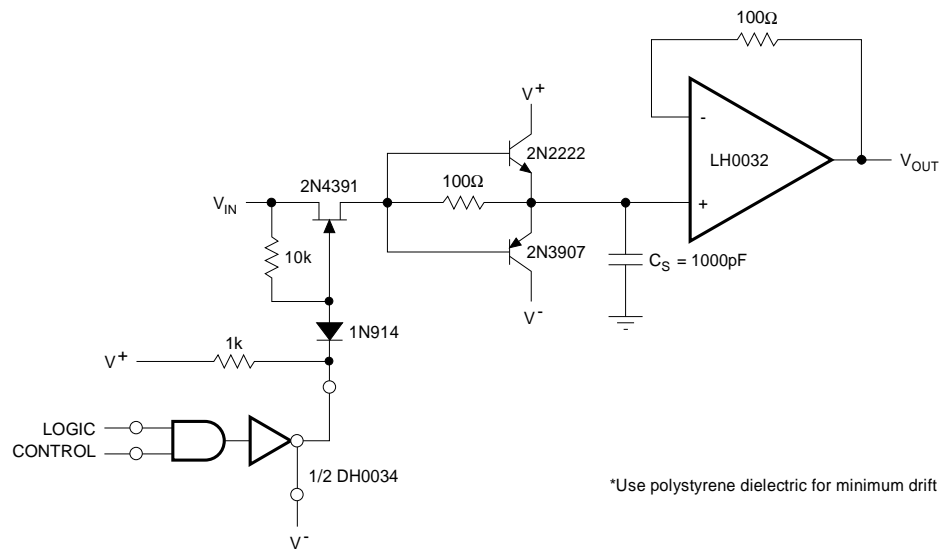 100Ω
V+
2N2222
LH0032
-
+
VOUT
2N4391
100Ω
VIN
2N3907
10k
CS = 1000pF
V-
1N914
1k
V+
LOGIC
CONTROL
1/2 DH0034
*Use polystyrene dielectric for minimum drift
V-